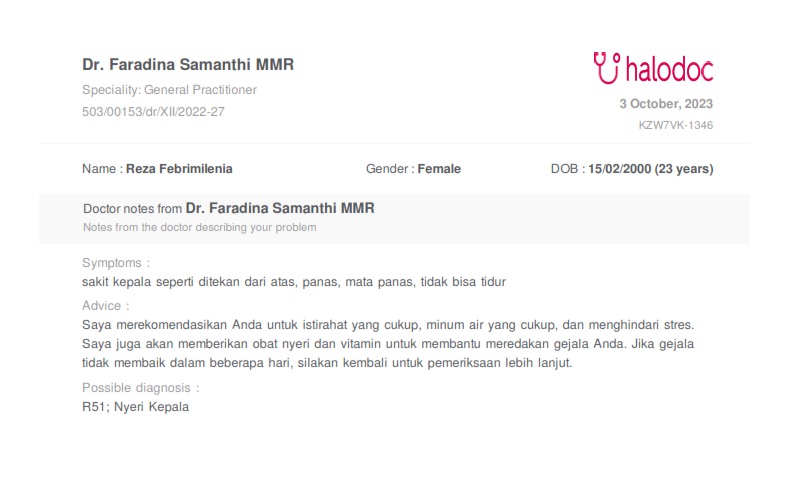 Dr. Faradina Samanthi MMR
Speciality: General Practitioner
503/00153/dr/XII/2022-27
halodoc
3 October, 2023
KZW7VK-1346
Name : Reza Febrimilenia
Gender : Female
DOB : 15/02/2000 (23 years)
Doctor notes from Dr. Faradina Samanthi MMR
Notes from the doctor describing your problem
Symptoms :
sakit kepala seperti ditekan dari atas, panas, mata panas, tidak bisa tidur
Advice :
Saya merekomendasikan Anda untuk istirahat yang cukup, minum air yang cukup, dan menghindari stres.
Saya juga akan memberikan obat nyeri dan vitamin untuk membantu meredakan gejala Anda. Jika gejala
tidak membaik dalam beberapa hari, silakan kembali untuk pemeriksaan lebih lanjut.
Possible diagnosis :
R51; Nyeri Kepala